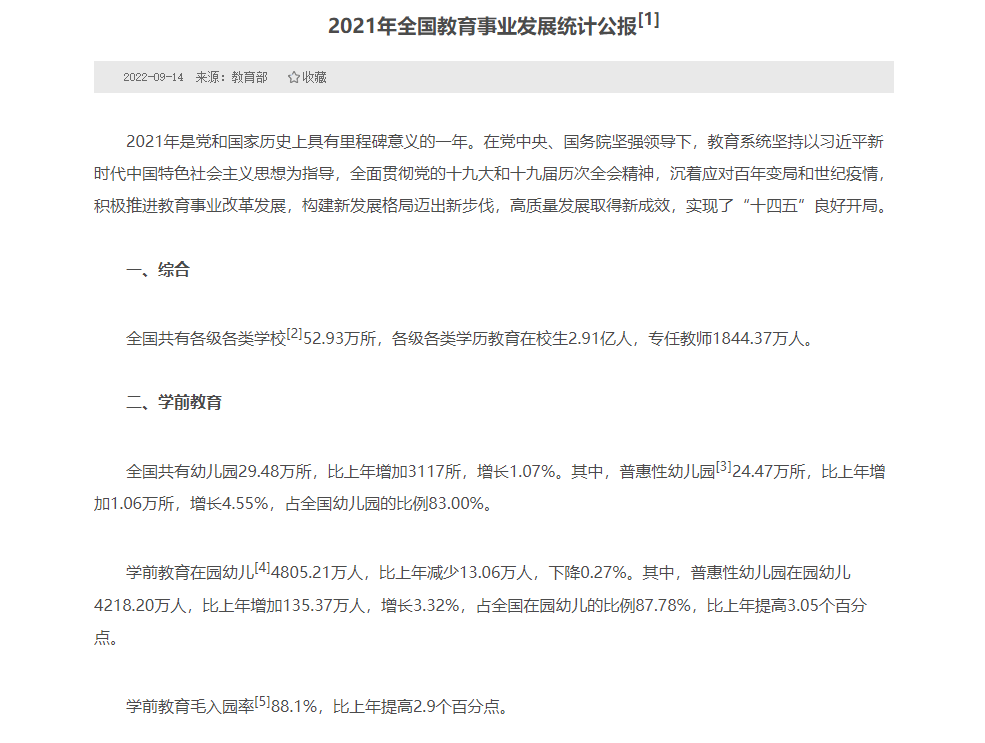 2021年全国教育事业发展统计公报[1]
2022-09-14 来源：教育部 ☆收藏
2021年是党和国家历史上具有里程碑意义的一年。在党中央、国务院坚强领导下，教育系统坚持以习近平新
时代中国特色社会主义思想为指导，全面贯彻党的十九大和十九届历次全会精神，沉着应对百年变局和世纪疫情，
积极推进教育事业改革发展，构建新发展格局迈出新步伐，高质量发展取得新成效，实现了“十四五”良好开局。
一、综合
全国共有各级各类学校[2]52.93万所，各级各类学历教育在校生2.91亿人，专任教师1844.37万人。
二、学前教育
全国共有幼儿园29.48万所，比上年增加3117所，增长1.07%。其中，普惠性幼儿园[3]24.47万所，比上年增
加1.06万所，增长4.55%，占全国幼儿园的比例83.00%。
学前教育在园幼儿[4]4805.21万人，比上年减少13.06万人，下降0.27%。其中，普惠性幼儿园在园幼儿
4218.20万人，比上年增加135.37万人，增长3.32%，占全国在园幼儿的比例87.78%，比上年提高3.05个百分
点。
学前教育毛入园率[5]88.1%，比上年提高2.9个百分点。